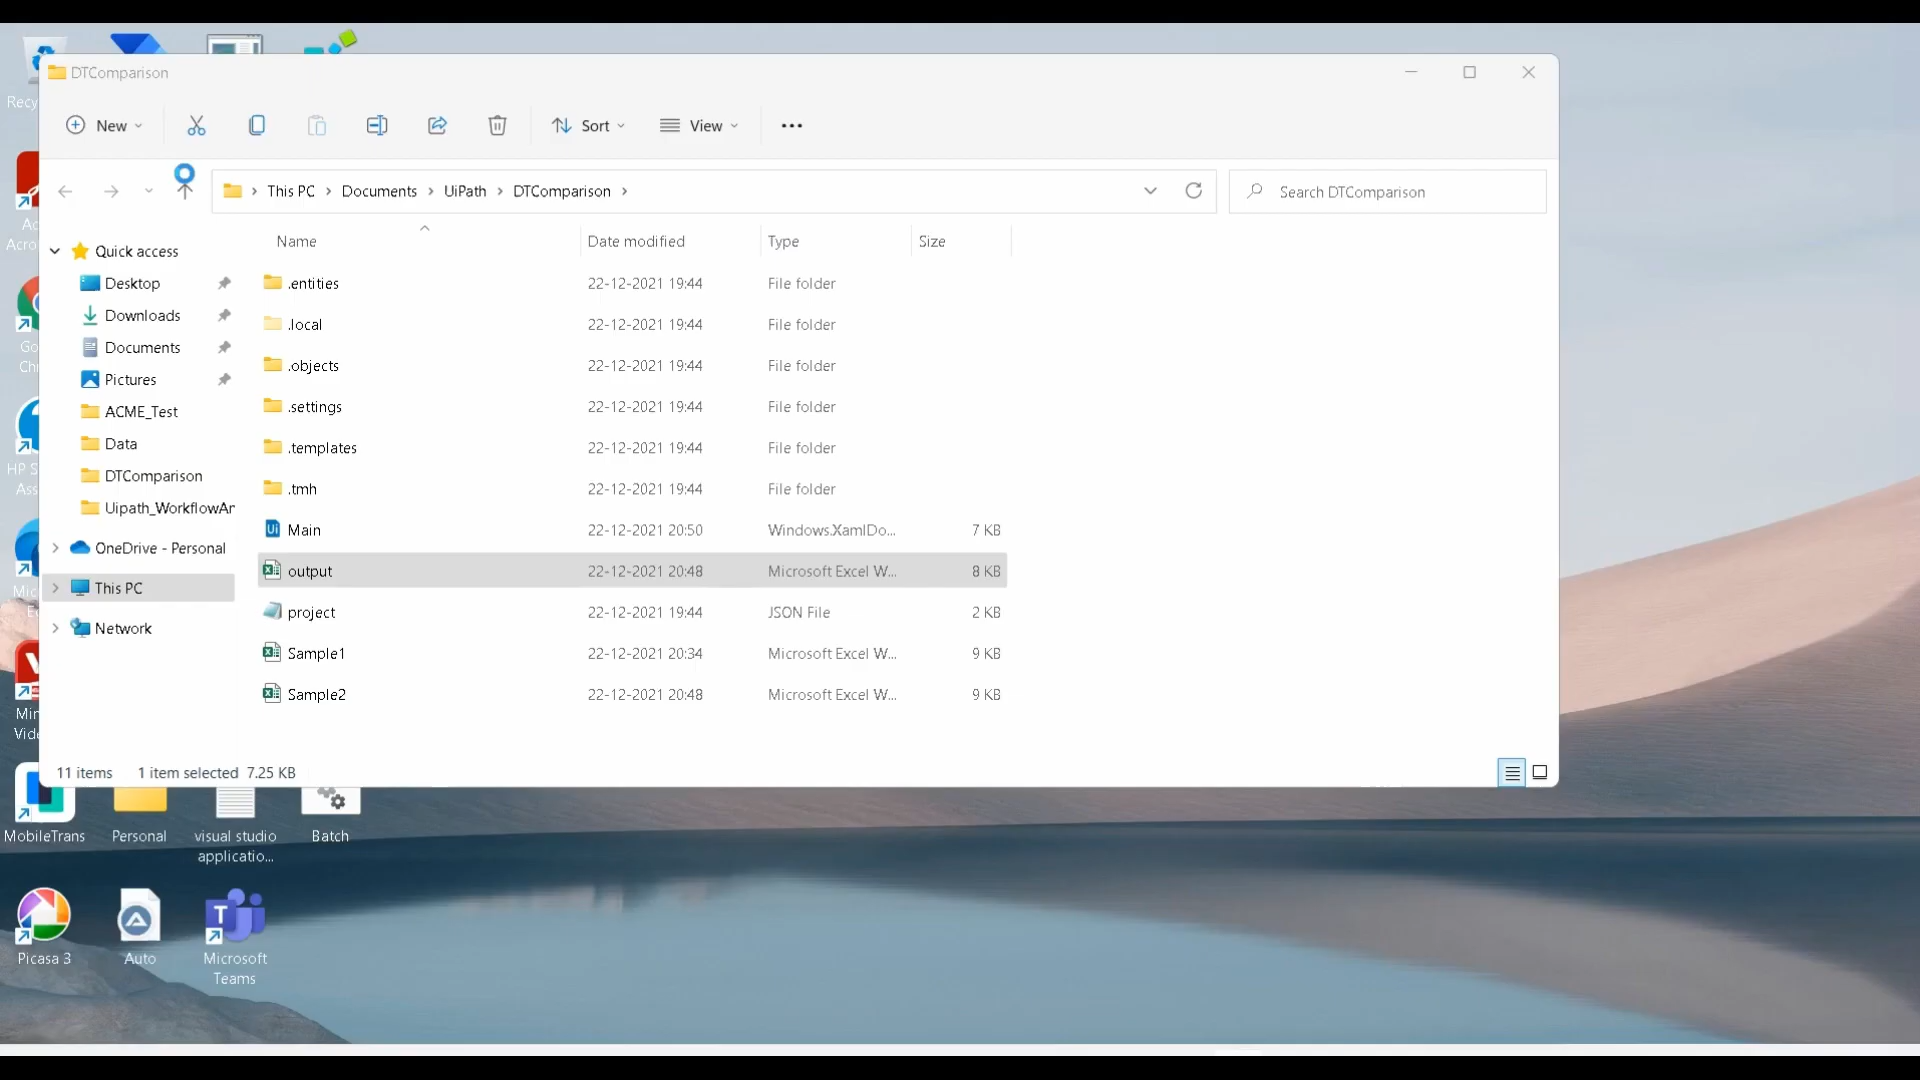 DTComparison
New
Sort
View
This PC
Documents
UiPath
DTComparison
Search DTComparison
Name
Date modified
Type
Size
Quick access
Desktop
Downloads
Documents
Pictures
ACME_Test
Data
DTComparison
Uipath_WorkflowAr
OneDrive - Personal
This PC
Network
.entities 22-12-2021 19:44 File folder
.local 22-12-2021 19:44 File folder
.objects 22-12-2021 19:44 File folder
.settings 22-12-2021 19:44 File folder
.templates 22-12-2021 19:44 File folder
.tmh 22-12-2021 19:44 File folder
Main 22-12-2021 20:50 Windows.XamlDo... 7 KB
output 22-12-2021 20:48 Microsoft Excel W... 8 KB
project 22-12-2021 19:44 JSON File 2 KB
Sample1 22-12-2021 20:34 Microsoft Excel W... 9 KB
Sample2 22-12-2021 20:48 Microsoft Excel W... 9 KB
11 items 1 item selected 7.25 KB
Recy
Ac
Acro
Go
Ch
HP S
Ass
Mic
E
Min
Vide
MobileTrans
Personal
visual studio
applicatio...
Batch
Picasa 3
Auto
Microsoft
Teams